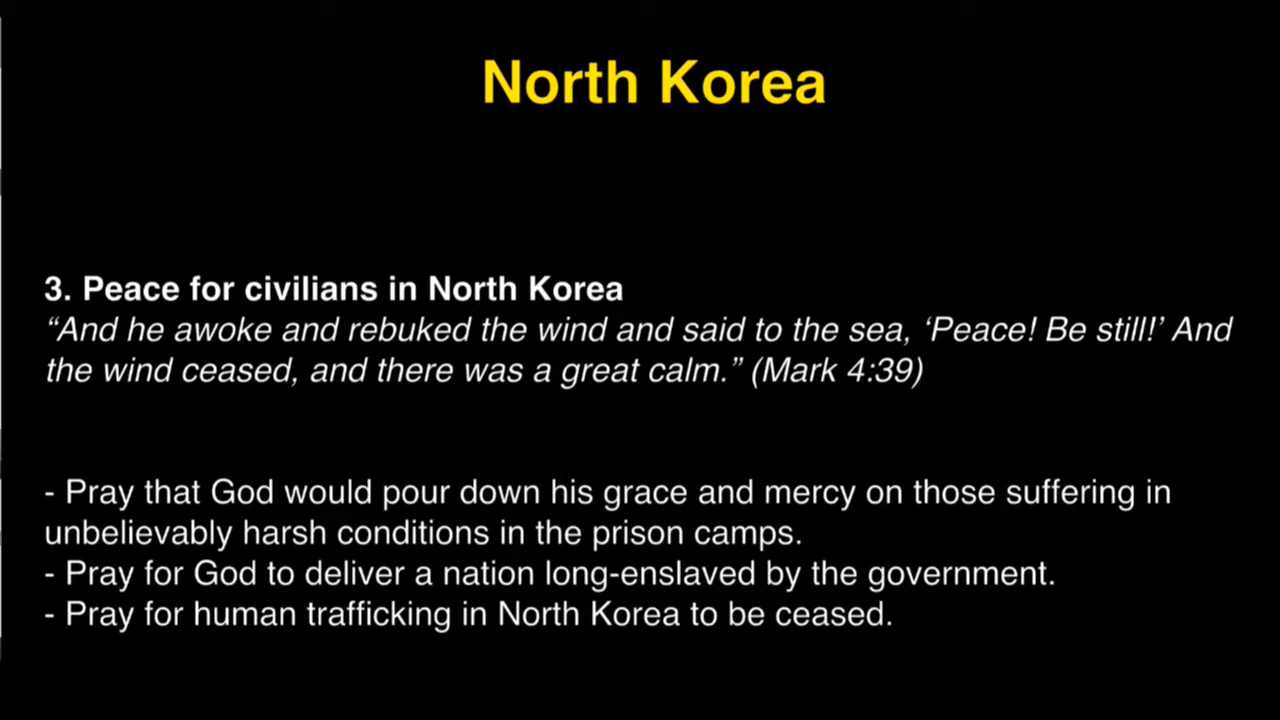 North Korea
3. Peace for civilians in North Korea
“And he awoke and rebuked the wind and said to the sea, ‘Peace! Be still!’ And
the wind ceased, and there was a great calm.” (Mark 4:39)
- Pray that God would pour down his grace and mercy on those suffering in
unbelievably harsh conditions in the prison camps.
- Pray for God to deliver a nation long-enslaved by the government.
- Pray for human trafficking in North Korea to be ceased.